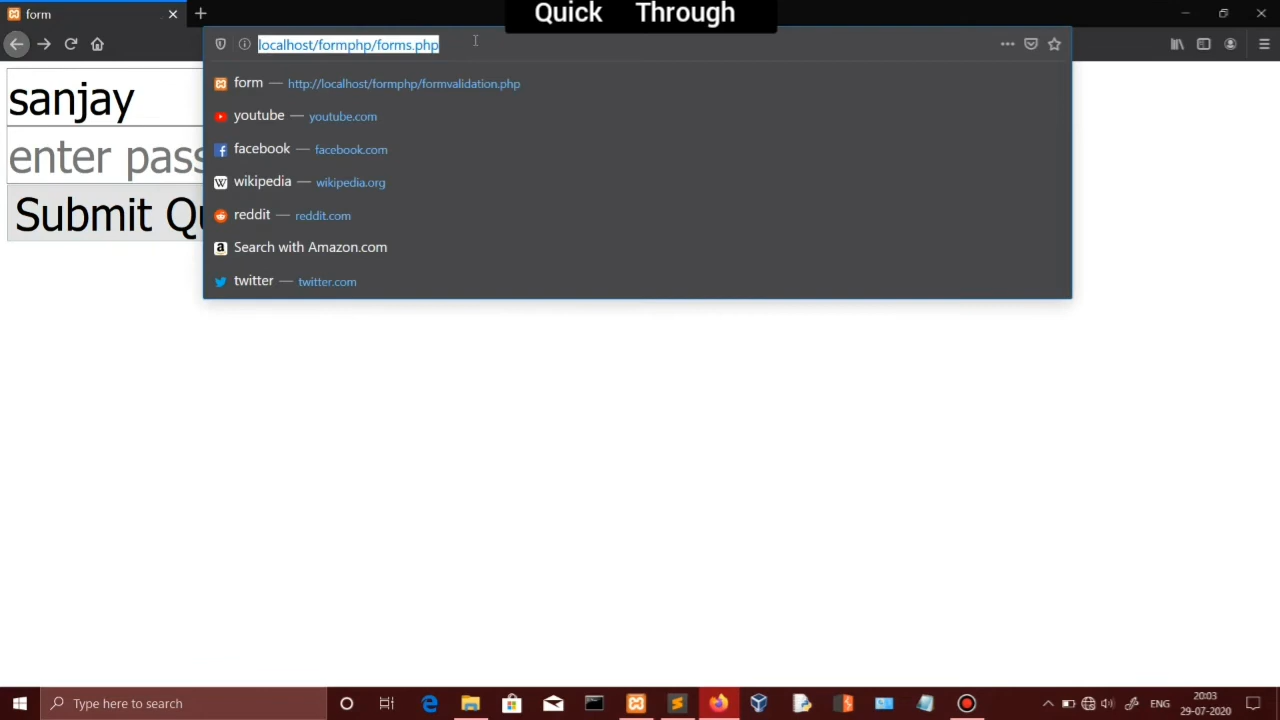 Quick Through
form
localhost/formphp/forms.php
sanjay
enter pass
Submit Qu
form — http://localhost/formphp/formvalidation.php
youtube — youtube.com
facebook — facebook.com
wikipedia — wikipedia.org
reddit — reddit.com
Search with Amazon.com
twitter — twitter.com
Type here to search
ENG
20:03
29-07-2020